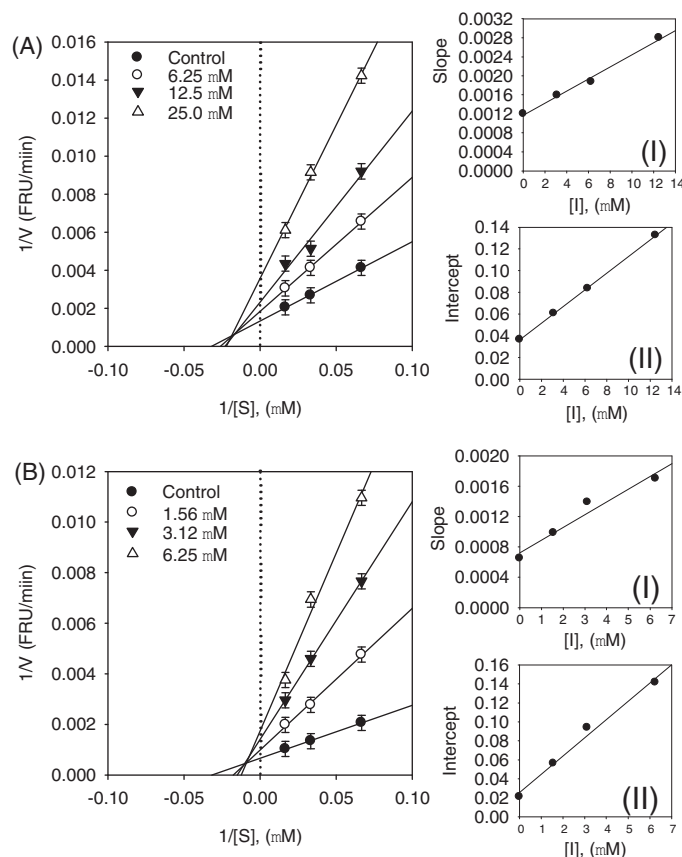 (A)
0.016
0.014
0.012
0.010
0.008
0.006
0.004
0.002
0.000
1/V (FRU/miin)
Control
6.25 mM
12.5 mM
25.0 mM
-0.10 -0.05 0.00 0.05 0.10
1/[S], (mM)
0.0032
0.0028
0.0024
0.0020
0.0016
0.0012
0.0008
0.0004
0.0000
Slope
(I)
0 2 4 6 8 10 12 14
[I], (mM)
0.14
0.12
0.10
0.08
0.06
0.04
0.00
Intercept
(II)
0 2 4 6 8 10 12 14
[I], (mM)
(B)
0.012
0.010
0.008
0.006
0.004
0.002
0.000
1/V (FRU/miin)
Control
1.56 mM
3.12 mM
6.25 mM
-0.10 -0.05 0.00 0.05 0.10
1/[S], (mM)
0.0020
0.0016
0.0012
0.0008
0.0004
0.0000
Slope
(I)
0 1 2 3 4 5 6 7
[I], (mM)
0.16
0.14
0.12
0.10
0.08
0.06
0.04
0.02
0.00
Intercept
(II)
0 1 2 3 4 5 6 7
[I], (mM)